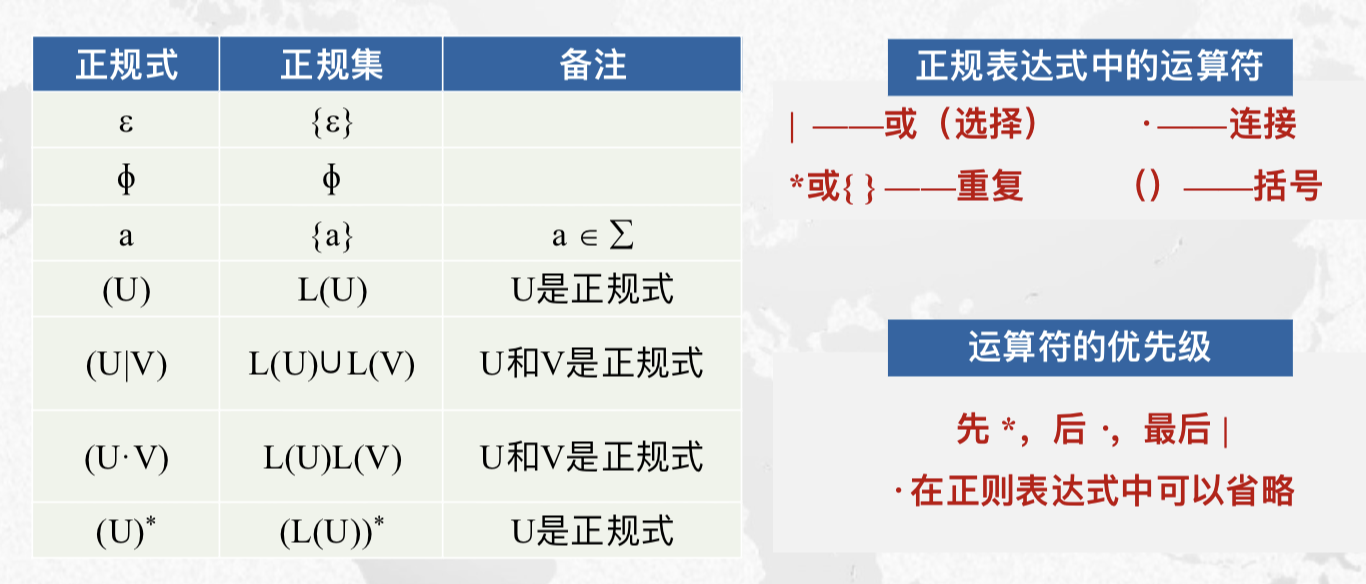 正规式 正规集 备注
ε {ε}
ϕ ϕ
a {a} a ∈ ∑
(U) L(U) U是正规式
(U|V) L(U)∪L(V) U和V是正规式
(U·V) L(U)L(V) U和V是正规式
(U)* (L(U))* U是正规式
正规表达式中的运算符
| ——或（选择） ·——连接
*或{ } ——重复 （）——括号
运算符的优先级
先 *，后 ·，最后 |
·在正则表达式中可以省略